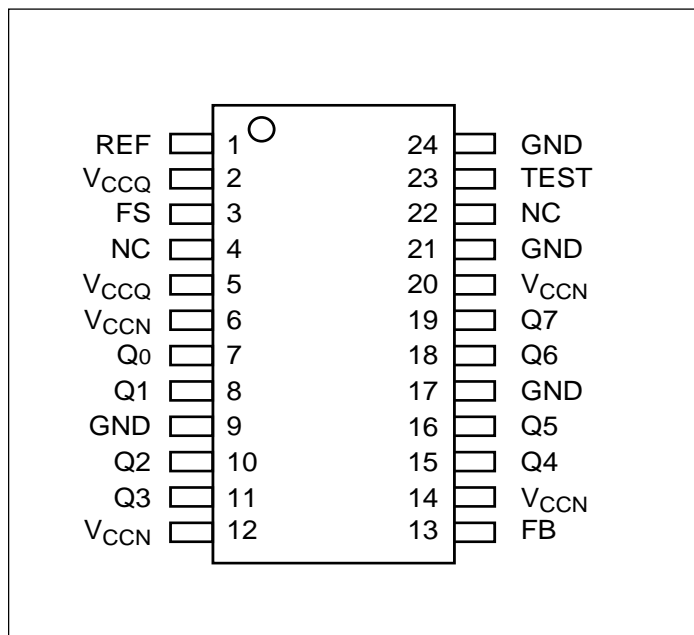 REF 1 24 GND
VCCQ 2 23 TEST
FS 3 22 NC
NC 4 21 GND
VCCQ 5 20 VCCN
VCCN 6 19 Q7
Q0 7 18 Q6
Q1 8 17 GND
GND 9 16 Q5
Q2 10 15 Q4
Q3 11 14 VCCN
VCCN 12 13 FB